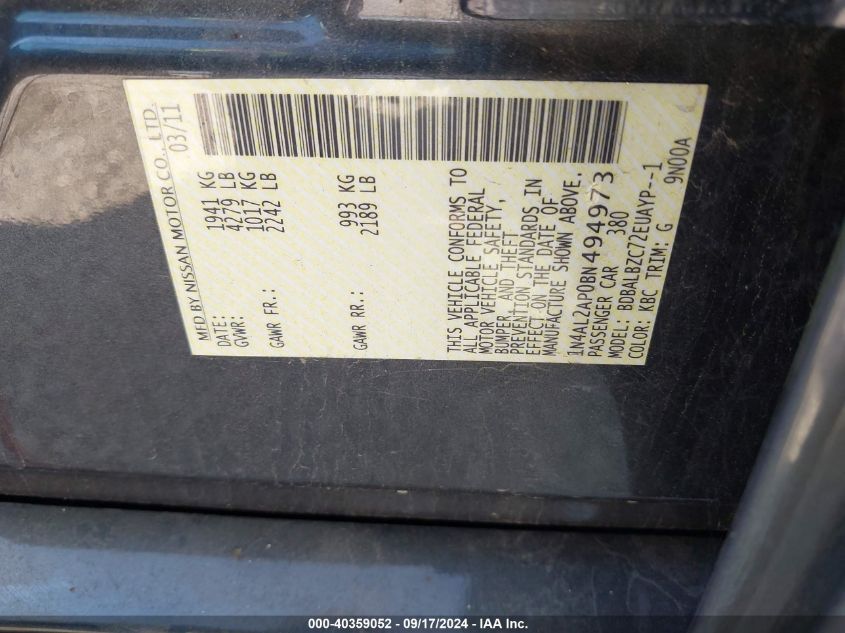 MFD BY NISSAN MOTOR CO., LTD.
DATE: 03/11
GVWR: 1941 KG
4279 LB
GAWR FR.: 1017 KG
2242 LB
GAWR RR.: 993 KG
2189 LB
THIS VEHICLE CONFORMS TO
ALL APPLICABLE FEDERAL
MOTOR VEHICLE SAFETY,
BUMPER, AND THEFT
PREVENTION STANDARDS IN
EFFECT ON THE DATE OF
MANUFACTURE SHOWN ABOVE.
1N4AL2AP0BN494973
PASSENGER CAR 380
MODEL: BDBALBZC72EUAYP--1
COLOR: KBC TRIM: G 9N00A
000-40359052 - 09/17/2024 - IAA Inc.